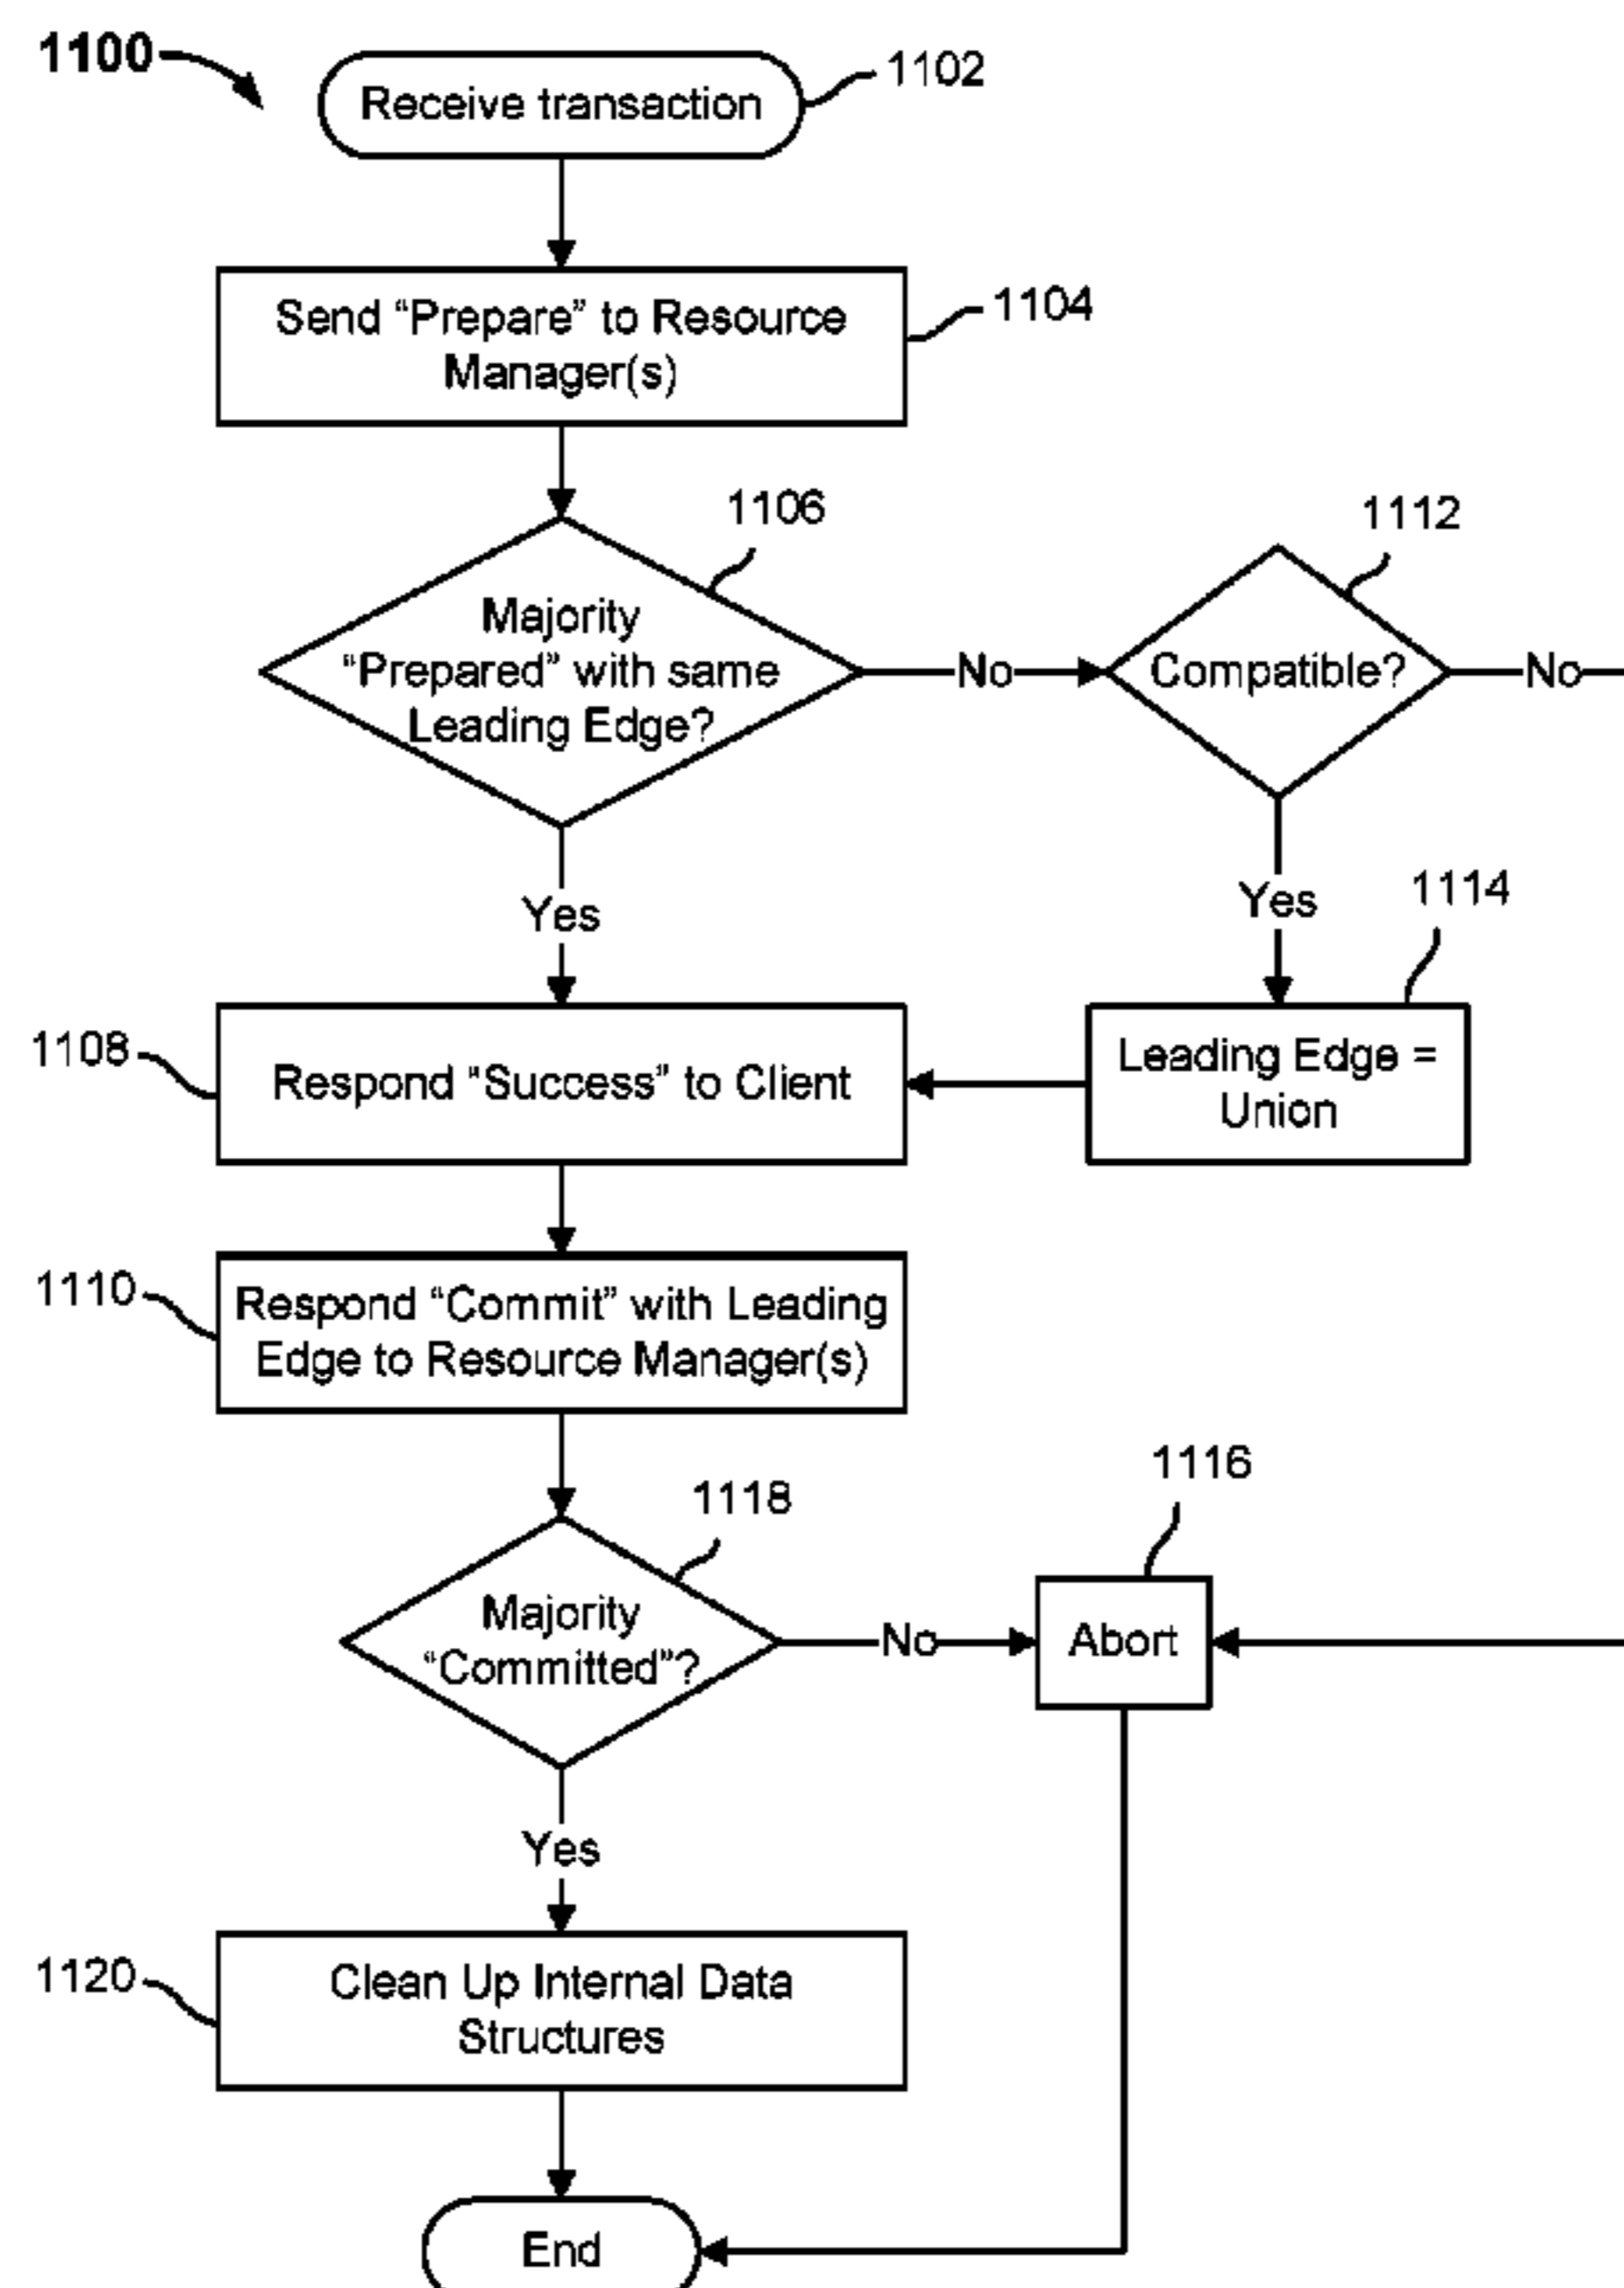 1100
Receive transaction
1102
Send “Prepare” to Resource
Manager(s)
1104
1106
Majority
“Prepared” with same
Leading Edge?
No
1112
Compatible?
No
Yes
Yes
1114
1108
Respond “Success” to Client
Leading Edge =
Union
1110
Respond “Commit” with Leading
Edge to Resource Manager(s)
1118
Majority
“Committed”?
No
1116
Abort
Yes
1120
Clean Up Internal Data
Structures
End